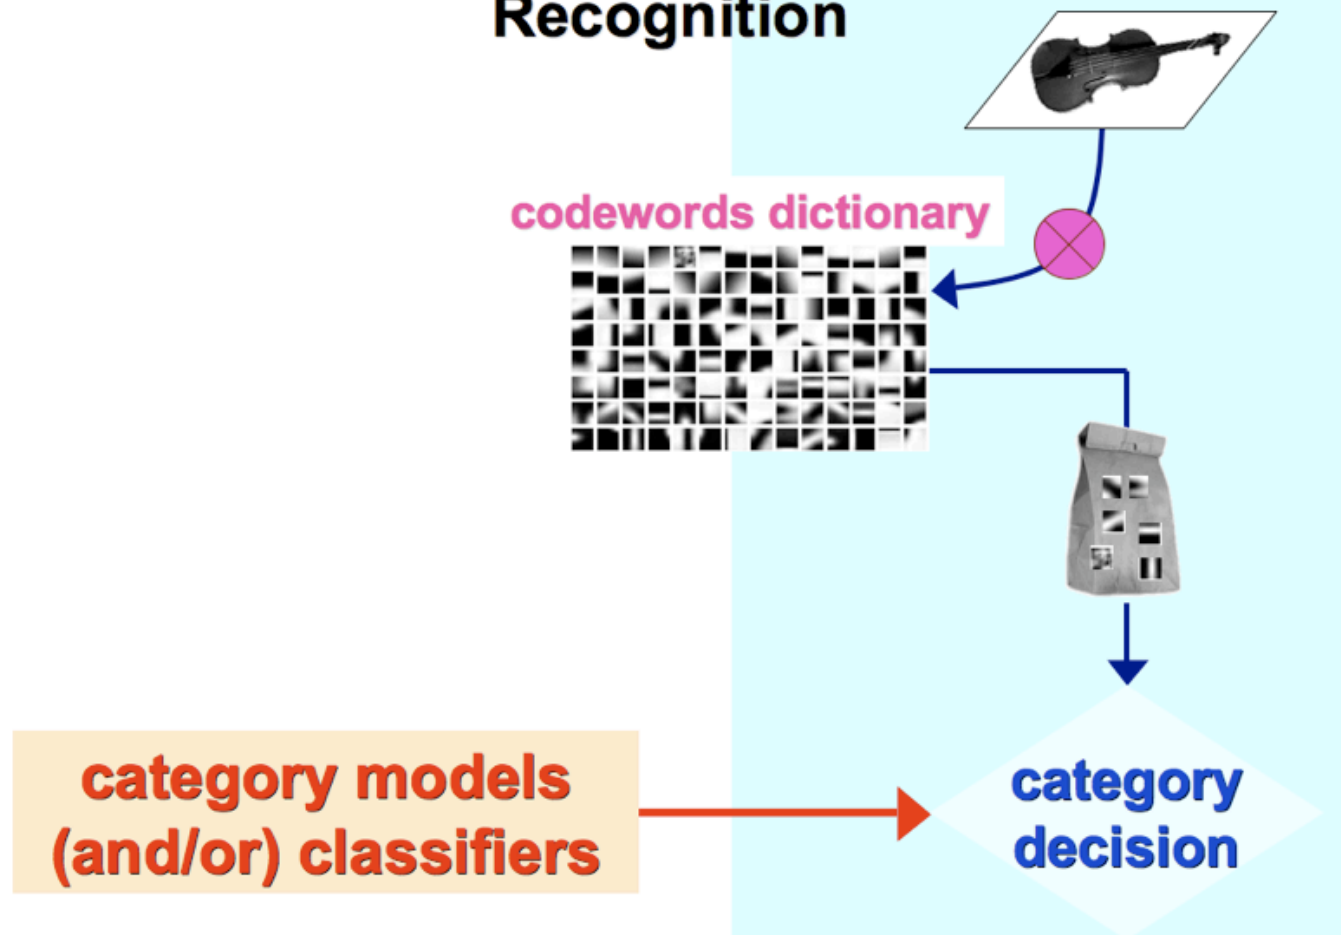 Recognition
codewords dictionary
category models
(and/or) classifiers
category
decision